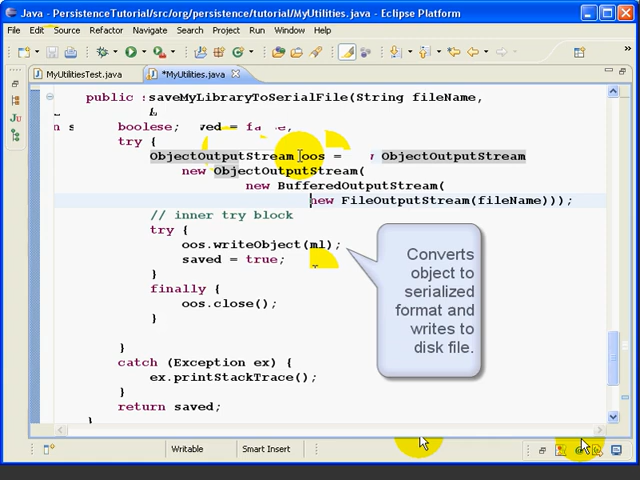 Java - PersistenceTutorial/src/org/persistence/tutorial/MyUtilities.java - Eclipse Platform
File Edit Source Refactor Navigate Search Project Run Window Help
MyUtilitiesTest.java *MyUtilities.java
public :saveMyLibraryToSerialFile(String fileName,
boolese; ved = fa e,
try {
ObjectOutputStream oos = ObjectOutputStream
new ObjectOutputStream(
new BufferedOutputStream(
new FileOutputStream(fileName)));
// inner try block
try {
oos.writeObject(ml);
saved = true;
}
finally {
oos.close();
}
}
catch (Exception ex) {
ex.printStackTrace();
}
return saved;
}
Converts
object to
serialized
format and
writes to
disk file.
Writable Smart Insert